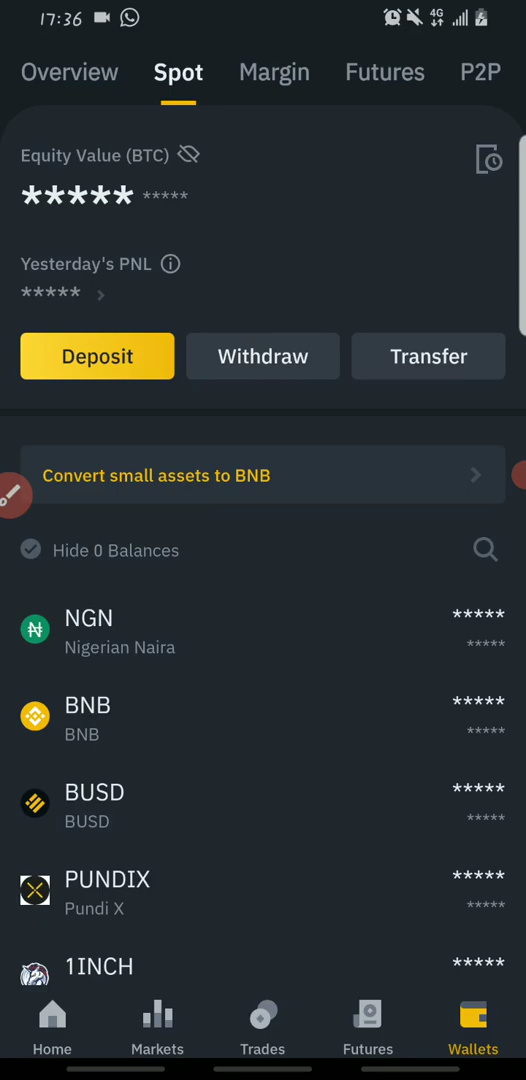 17:36 4G
Overview Spot Margin Futures P2P
Equity Value (BTC)
***** *****
Yesterday's PNL
***** >
Deposit Withdraw Transfer
Convert small assets to BNB
Hide 0 Balances
NGN *****
Nigerian Naira *****
BNB *****
BNB *****
BUSD *****
BUSD *****
PUNDIX *****
Pundi X *****
1INCH *****
Home Markets Trades Futures Wallets